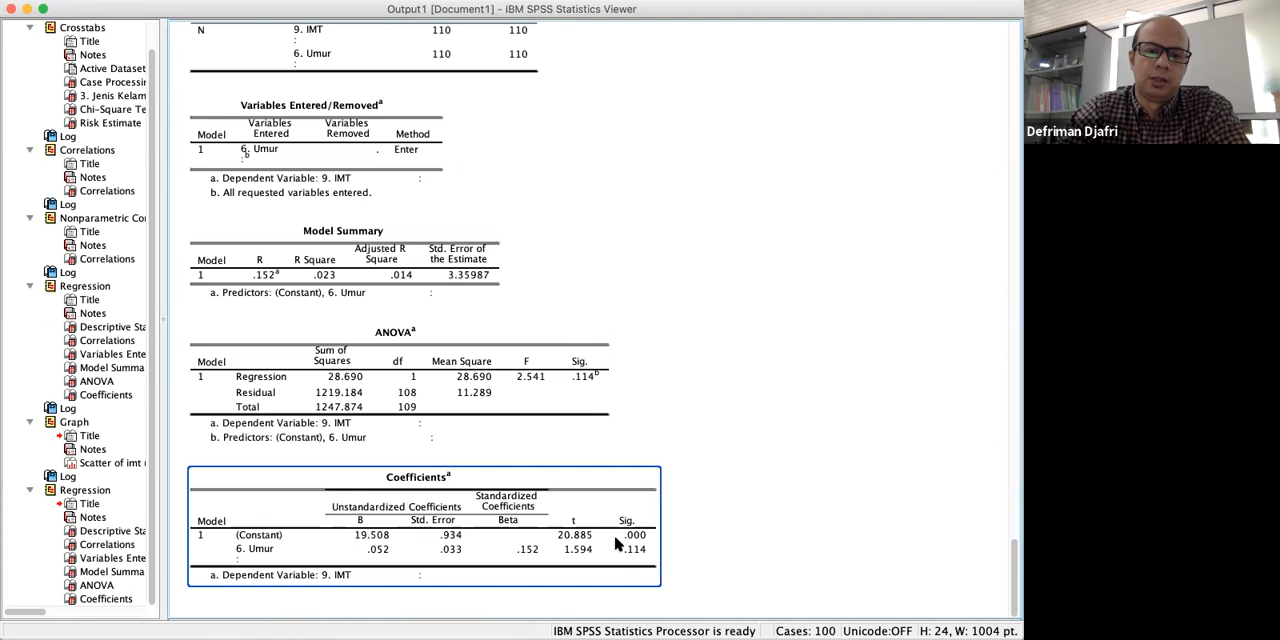 Output1 [Document1] - IBM SPSS Statistics Viewer
Crosstabs
Title
Notes
Active Dataset
Case Processin
3. Jenis Kelam
Chi-Square Te
Risk Estimate
Log
Correlations
Title
Notes
Correlations
Log
Nonparametric Co
Title
Notes
Correlations
Log
Regression
Title
Notes
Descriptive Sta
Correlations
Variables Ente
Model Summa
ANOVA
Coefficients
Log
Graph
Title
Notes
Scatter of imt
Log
Regression
Title
Notes
Descriptive Sta
Correlations
Variables Ente
Model Summa
ANOVA
Coefficients
N 9. IMT 110 110
:
6. Umur 110 110
:
Variables Entered/Removedᵃ
Model Variables Entered Variables Removed Method
1 6. Umur . Enter
:ᵇ
a. Dependent Variable: 9. IMT :
b. All requested variables entered.
Model Summary
Model R R Square Adjusted R Square Std. Error of the Estimate
1 .152ᵃ .023 .014 3.35987
a. Predictors: (Constant), 6. Umur :
ANOVAᵃ
Model Sum of Squares df Mean Square F Sig.
1 Regression 28.690 1 28.690 2.541 .114ᵇ
Residual 1219.184 108 11.289
Total 1247.874 109
a. Dependent Variable: 9. IMT :
b. Predictors: (Constant), 6. Umur :
Coefficientsᵃ
Unstandardized Coefficients Standardized Coefficients
Model B Std. Error Beta t Sig.
1 (Constant) 19.508 .934 20.885 .000
6. Umur .052 .033 .152 1.594 .114
:
a. Dependent Variable: 9. IMT :
IBM SPSS Statistics Processor is ready Cases: 100 Unicode:OFF H: 24, W: 1004 pt.
Defriman Djafri